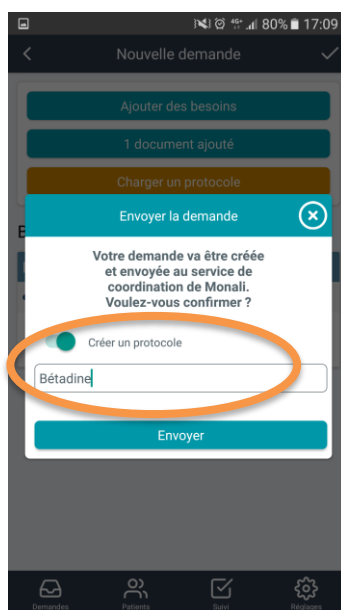 80% 17:09
Nouvelle demande
Ajouter des besoins
1 document ajouté
Charger un protocole
Envoyer la demande
Votre demande va être créée
et envoyée au service de
coordination de Monali.
Voulez-vous confirmer ?
Créer un protocole
Bétadine
Envoyer
Demandes Patients Suivi Réglages